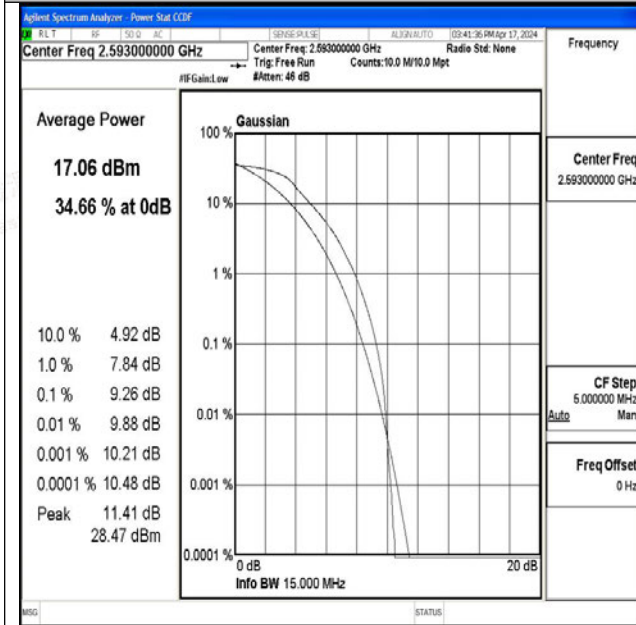 Agilent Spectrum Analyzer - Power Stat CCDF
RLT RF 50 Ω AC SENSE:PULSE ALIGN AUTO 03:41:36 PM Apr 17, 2024
Center Freq 2.593000000 GHz
Center Freq: 2.593000000 GHz
Radio Std: None
Trig: Free Run
Counts:10.0 M/10.0 Mpt
#IFGain:Low
#Atten: 46 dB
Average Power
17.06 dBm
34.66 % at 0dB
10.0 % 4.92 dB
1.0 % 7.84 dB
0.1 % 9.26 dB
0.01 % 9.88 dB
0.001 % 10.21 dB
0.0001 % 10.48 dB
Peak 11.41 dB
28.47 dBm
Gaussian
100 %
10 %
1 %
0.1 %
0.01 %
0.001 %
0.0001 %
0 dB 20 dB
Info BW 15.000 MHz
Frequency
Center Freq
2.593000000 GHz
CF Step
5.000000 MHz
Auto Man
Freq Offset
0 Hz
MSG STATUS